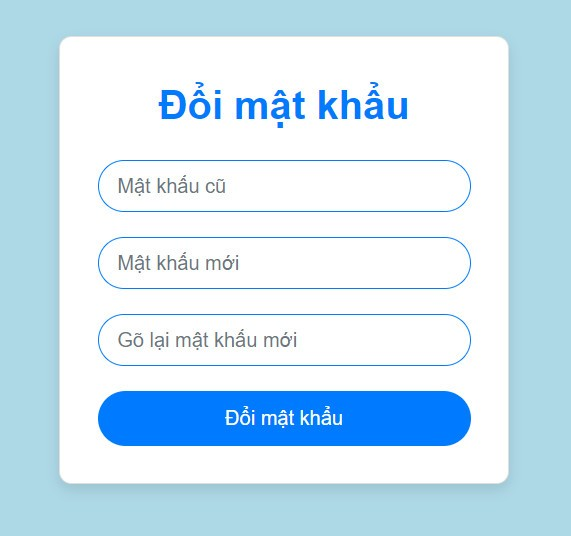 Đổi mật khẩu
Mật khẩu cũ
Mật khẩu mới
Gõ lại mật khẩu mới
Đổi mật khẩu